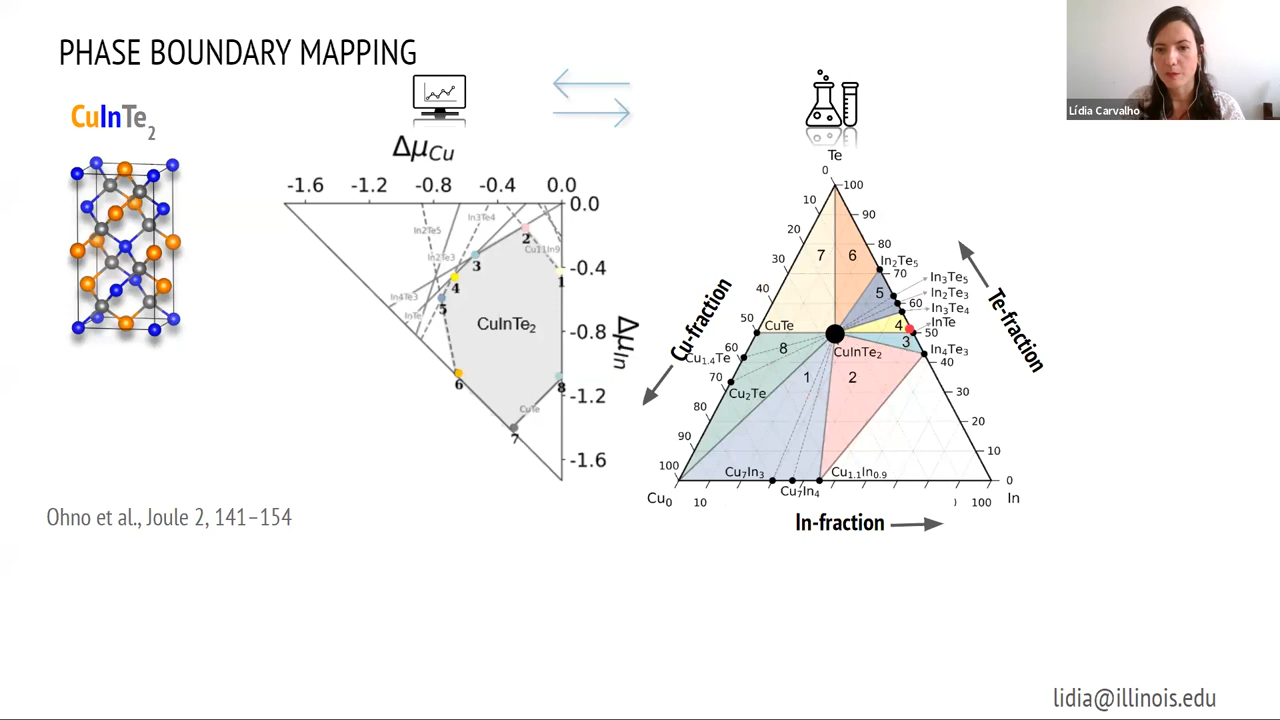 PHASE BOUNDARY MAPPING
Lídia Carvalho
CuInTe2
ΔμCu
-1.6 -1.2 -0.8 -0.4 0.0
0.0
-0.4
-0.8
-1.2
-1.6
ΔμIn
In2Te5
In3Te4
In2Te3
In4Te3
InTe
Cu11In9
CuTe
CuInTe2
1
2
3
4
5
6
7
8
Te
0
100
10
90
20
80
30
70
40
60
50
50
60
40
70
30
80
20
90
10
100
0
Cu-fraction
Te-fraction
In2Te5
In3Te5
In2Te3
In3Te4
InTe
In4Te3
CuTe
Cu1.4Te
Cu2Te
CuInTe2
7
6
5
4
3
8
1
2
Cu7In3
Cu7In4
Cu1.1In0.9
Cu
0
10
100
In
In-fraction
Ohno et al., Joule 2, 141–154
lidia@illinois.edu